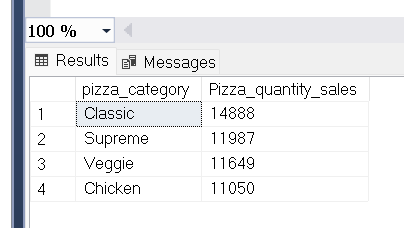 100 %
Results Messages
pizza_category Pizza_quantity_sales
1 Classic 14888
2 Supreme 11987
3 Veggie 11649
4 Chicken 11050